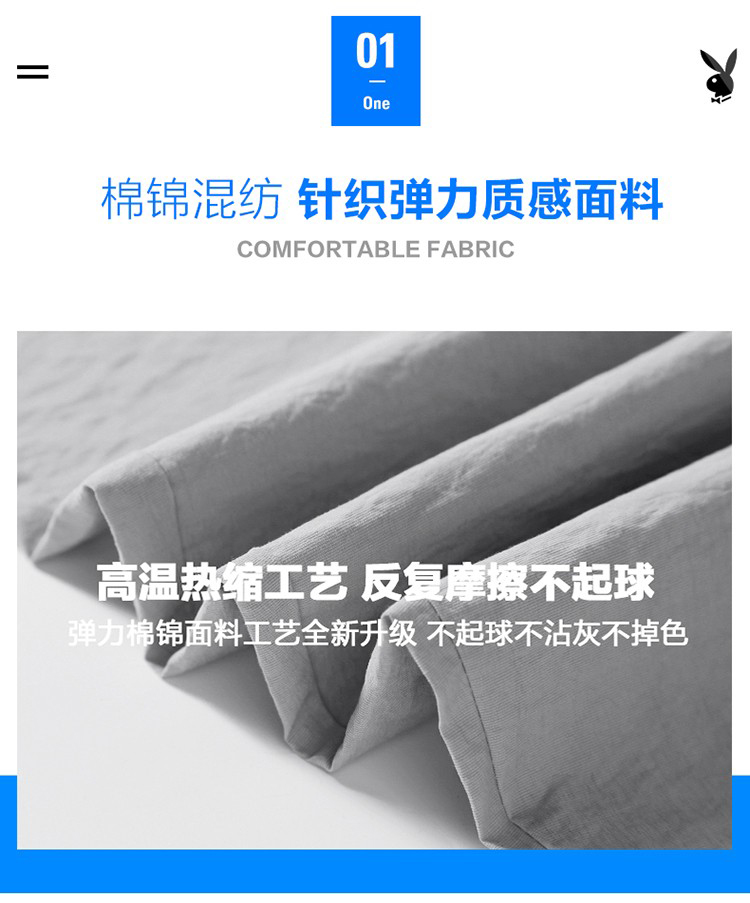 01
One
棉锦混纺 针织弹力质感面料
COMFORTABLE FABRIC
高温热缩工艺 反复摩擦不起球
弹力棉锦面料工艺全新升级 不起球不沾灰不掉色